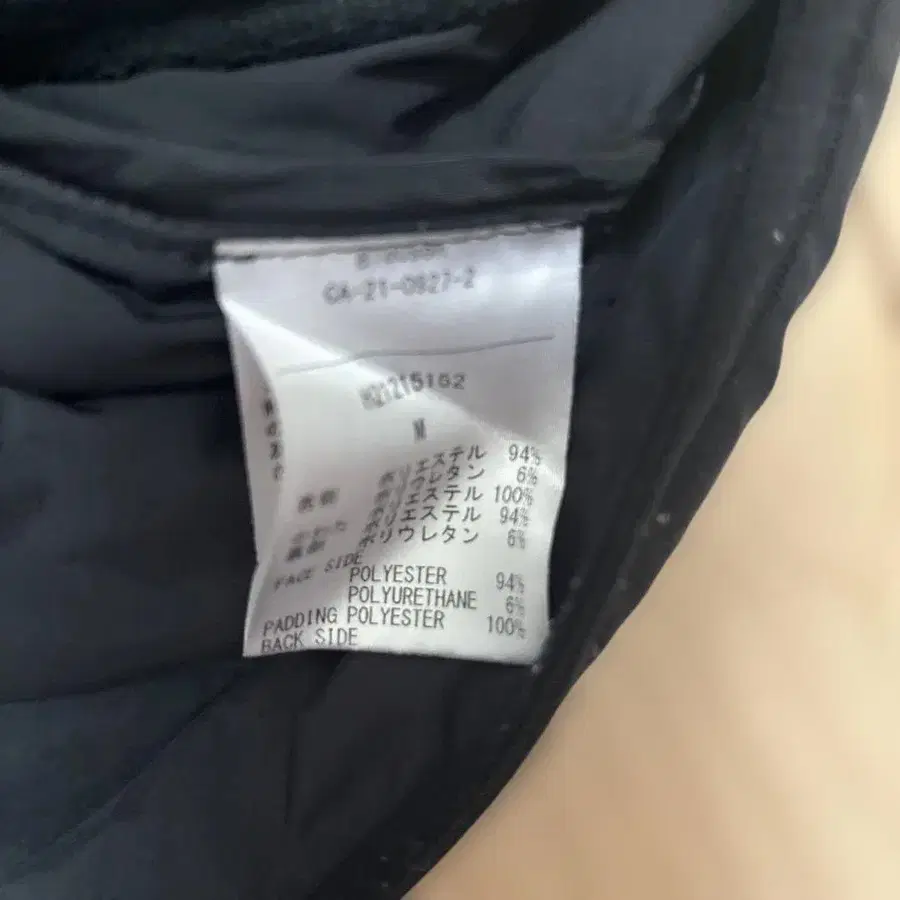 CA-21-0827-2
M21215162
M
ポリエステル 94%
ポリウレタン 6%
ポリエステル 100%
ポリエステル 94%
ポリウレタン 6%
FACE SIDE
POLYESTER 94%
POLYURETHANE 6%
PADDING POLYESTER 100%
BACK SIDE